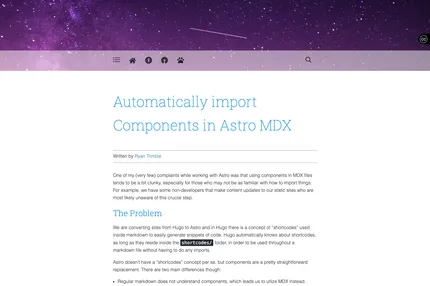 Automatically import
Components in Astro MDX
Written by Ryan Trimble
One of my (very few) complaints while working with Astro was that using components in MDX files
tends to be a bit clunky, especially for those who may not be as familiar with how to import things.
For example, we have some non-developers that make content updates to our static sites who are
most likely unaware of this crucial step.
The Problem
We are converting sites from Hugo to Astro and in Hugo there is a concept of "shortcodes" used
inside markdown to easily generate snippets of code. Hugo automatically knows about shortcodes,
as long as they reside inside the shortcodes/ folder, in order to be used throughout a
markdown file without having to do any imports.
Astro doesn't have a "shortcodes" concept per se, but components are a pretty straightforward
replacement. There are two main differences though:
• Regular markdown does not understand components, which leads us to utilize MDX instead.